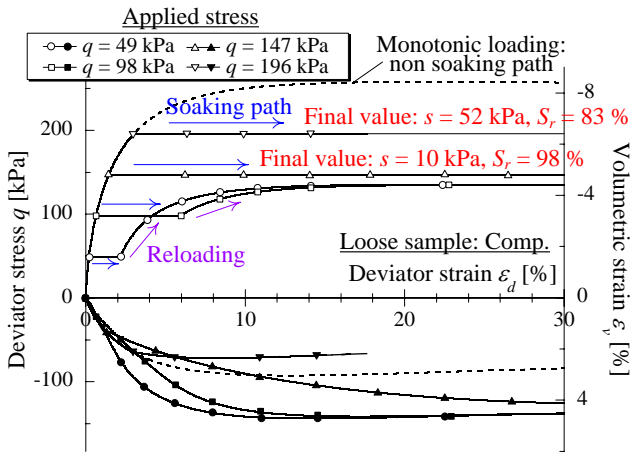 Applied stress
q = 49 kPa q = 147 kPa
q = 98 kPa q = 196 kPa
Monotonic loading:
non soaking path
Soaking path
Final value: s = 52 kPa, Sr = 83 %
Final value: s = 10 kPa, Sr = 98 %
Reloading
Loose sample: Comp.
Deviator strain εd [%]
Deviator stress q [kPa]
200
100
0
-100
0
10
20
30
-8
-4
0
4
Volumetric strain εv [%]